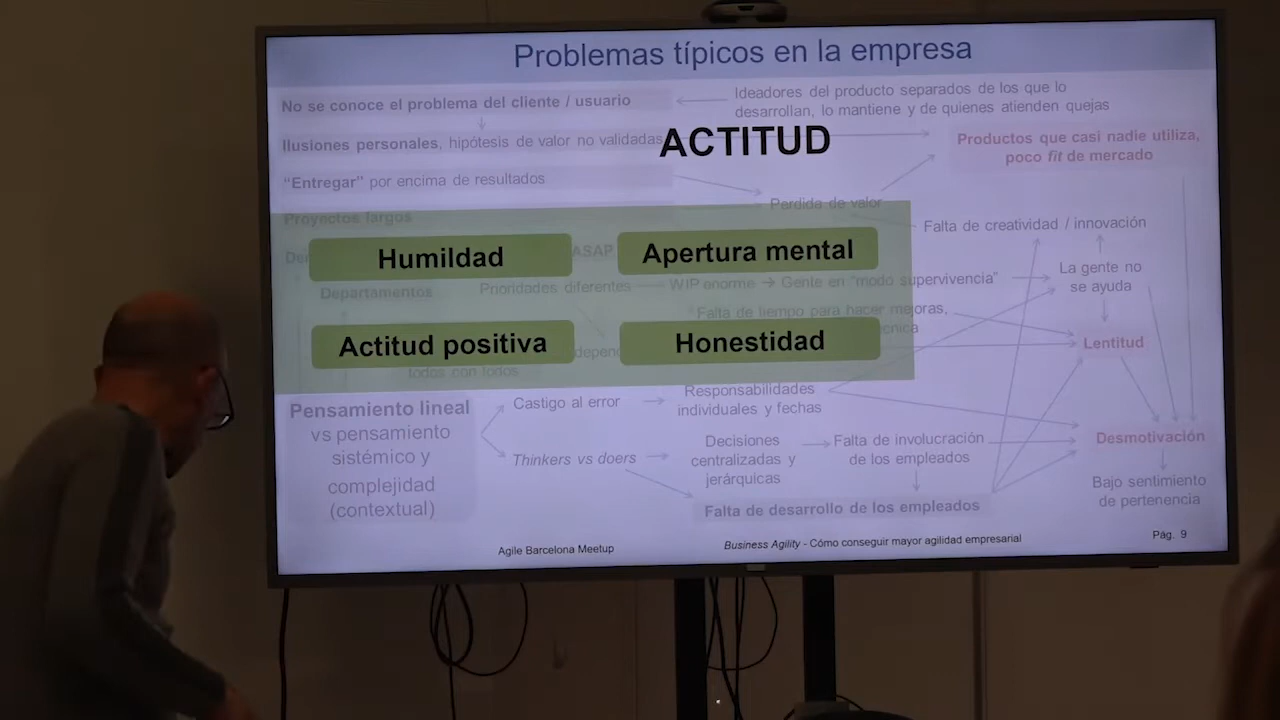 Problemas típicos en la empresa
No se conoce el problema del cliente / usuario
Ideadores del producto separados de los que lo
desarrollan, lo mantiene y de quienes atienden quejas
Ilusiones personales, hipótesis de valor no validadas
ACTITUD
Productos que casi nadie utiliza,
poco fit de mercado
“Entregar” por encima de resultados
Perdida de valor
Proyectos largos
Falta de creatividad / innovación
ASAP
Humildad
Apertura mental
La gente no
se ayuda
Departamentos
Prioridades diferentes
WIP enorme → Gente en “modo supervivencia”
Falta de tiempo para hacer mejoras,
Actitud positiva
Honestidad
Lentitud
todos con todos
Pensamiento lineal
vs pensamiento
sistémico y
complejidad
(contextual)
Castigo al error
Responsabilidades
individuales y fechas
Thinkers vs doers
Decisiones
centralizadas y
jerárquicas
Falta de involucración
de los empleados
Desmotivación
Bajo sentimiento
de pertenencia
Falta de desarrollo de los empleados
Agile Barcelona Meetup
Business Agility - Cómo conseguir mayor agilidad empresarial
Pág. 9